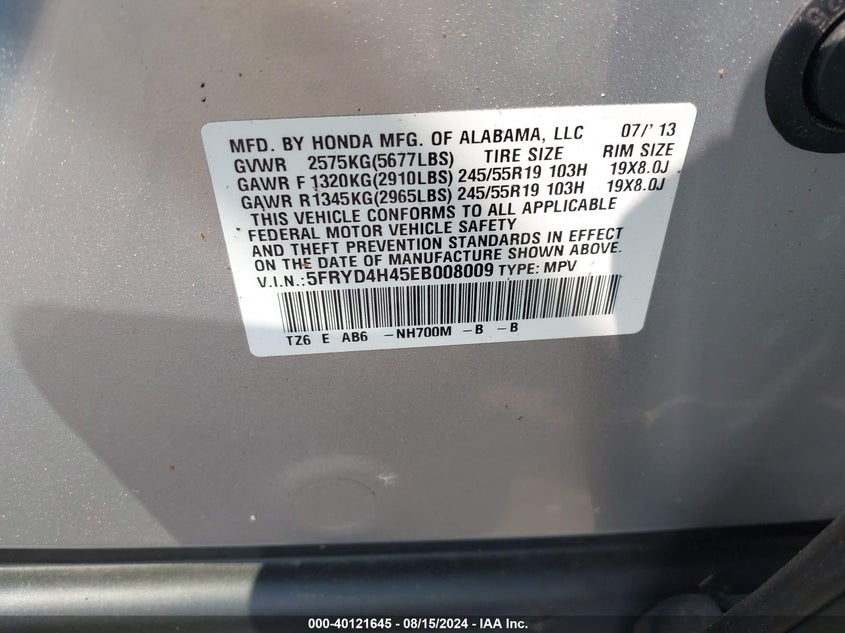 MFD. BY HONDA MFG. OF ALABAMA, LLC 07/' 13
GVWR 2575KG(5677LBS) TIRE SIZE RIM SIZE
GAWR F 1320KG(2910LBS) 245/55R19 103H 19X8.0J
GAWR R1345KG(2965LBS) 245/55R19 103H 19X8.0J
THIS VEHICLE CONFORMS TO ALL APPLICABLE
FEDERAL MOTOR VEHICLE SAFETY
AND THEFT PREVENTION STANDARDS IN EFFECT
ON THE DATE OF MANUFACTURE SHOWN ABOVE.
V.I.N.:5FRYD4H45EB008009 TYPE: MPV
TZ6 E AB6 -NH700M -B -B
000-40121645 - 08/15/2024 - IAA Inc.